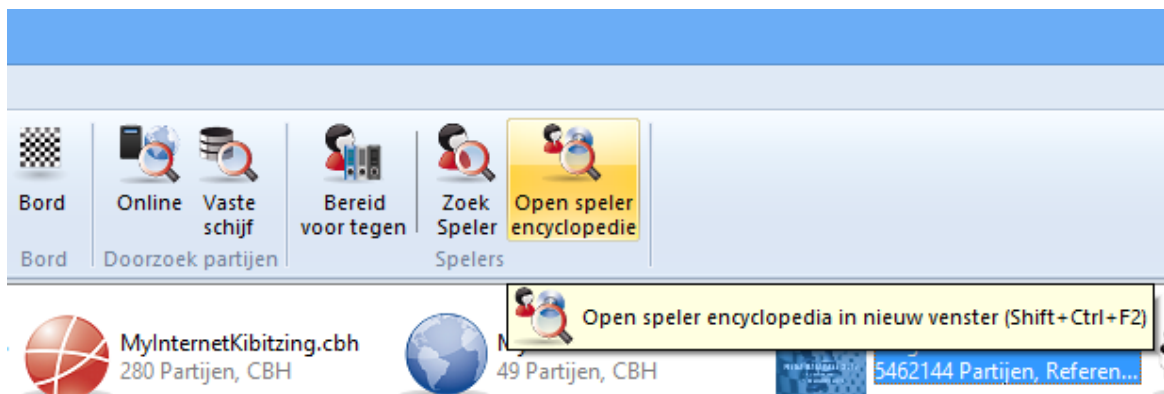 Bord
Online
Vaste
schijf
Bereid
voor tegen
Zoek
Speler
Open speler
encyclopedie
Bord
Doorzoek partijen
Spelers
Open speler encyclopedia in nieuw venster (Shift+Ctrl+F2)
MyInternetKibitzing.cbh
280 Partijen, CBH
49 Partijen, CBH
5462144 Partijen, Referen...